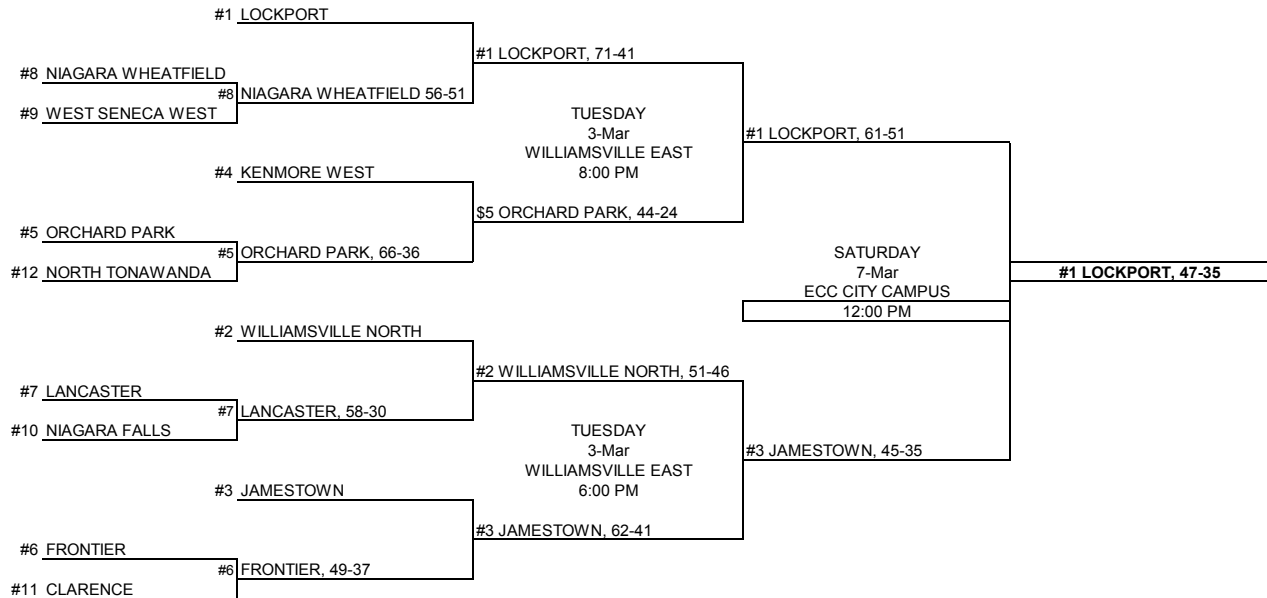 #1 LOCKPORT
#1 LOCKPORT, 71-41
#8 NIAGARA WHEATFIELD
#8 NIAGARA WHEATFIELD 56-51
#9 WEST SENECA WEST
TUESDAY
3-Mar
WILLIAMSVILLE EAST
8:00 PM
#1 LOCKPORT, 61-51
#4 KENMORE WEST
$5 ORCHARD PARK, 44-24
#5 ORCHARD PARK
#5 ORCHARD PARK, 66-36
#12 NORTH TONAWANDA
SATURDAY
7-Mar
ECC CITY CAMPUS
12:00 PM
#1 LOCKPORT, 47-35
#2 WILLIAMSVILLE NORTH
#2 WILLIAMSVILLE NORTH, 51-46
#7 LANCASTER
#7 LANCASTER, 58-30
#10 NIAGARA FALLS
TUESDAY
3-Mar
WILLIAMSVILLE EAST
6:00 PM
#3 JAMESTOWN, 45-35
#3 JAMESTOWN
#3 JAMESTOWN, 62-41
#6 FRONTIER
#6 FRONTIER, 49-37
#11 CLARENCE